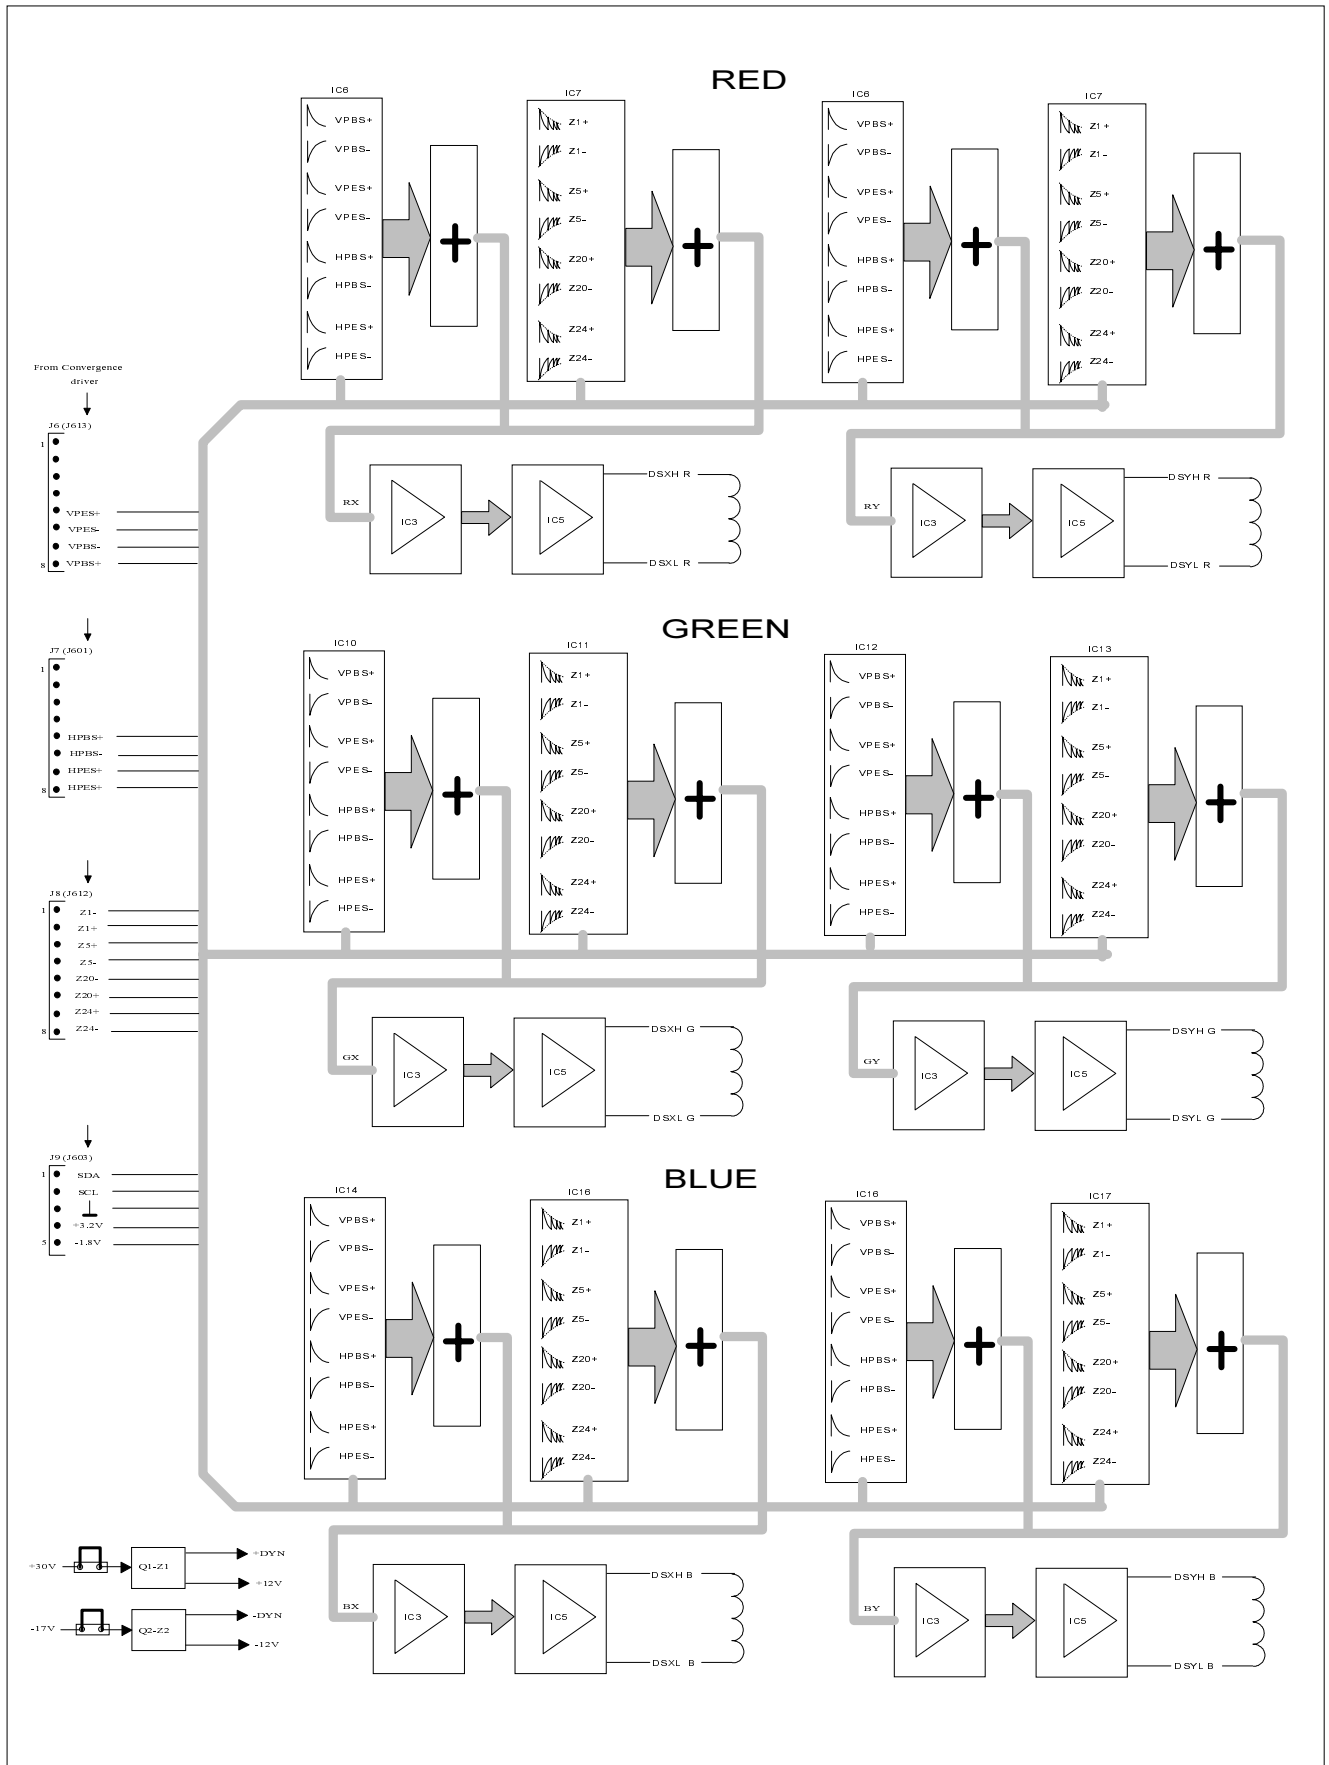 RED
IC6
VPBS+
VPBS-
VPES+
VPES-
HPBS+
HPBS-
HPES+
HPES-
IC7
Z1+
Z1-
Z5+
Z5-
Z20+
Z20-
Z24+
Z24-
IC6
VPBS+
VPBS-
VPES+
VPES-
HPBS+
HPBS-
HPES+
HPES-
IC7
Z1+
Z1-
Z5+
Z5-
Z20+
Z20-
Z24+
Z24-
+
+
+
+
From Convergence
driver
J6 (J613)
1
VPES+
VPES-
VPBS-
8 VPBS+
RX
IC3
IC5
DSXH R
DSXL R
RY
IC3
IC5
DSYH R
DSYL R
GREEN
J7 (J601)
1
HPBS+
HPBS-
HPES+
8 HPES+
IC10
VPBS+
VPBS-
VPES+
VPES-
HPBS+
HPBS-
HPES+
HPES-
IC11
Z1+
Z1-
Z5+
Z5-
Z20+
Z20-
Z24+
Z24-
IC12
VPBS+
VPBS-
VPES+
VPES-
HPBS+
HPBS-
HPES+
HPES-
IC13
Z1+
Z1-
Z5+
Z5-
Z20+
Z20-
Z24+
Z24-
+
+
+
+
J8 (J612)
1 Z1-
Z1+
Z5+
Z5-
Z20-
Z20+
Z24+
8 Z24-
GX
IC3
IC5
DSXH G
DSXL G
GY
IC3
IC5
DSYH G
DSYL G
BLUE
J9 (J603)
1 SDA
SCL
+3.2V
5 -1.8V
IC14
VPBS+
VPBS-
VPES+
VPES-
HPBS+
HPBS-
HPES+
HPES-
IC16
Z1+
Z1-
Z5+
Z5-
Z20+
Z20-
Z24+
Z24-
IC16
VPBS+
VPBS-
VPES+
VPES-
HPBS+
HPBS-
HPES+
HPES-
IC17
Z1+
Z1-
Z5+
Z5-
Z20+
Z20-
Z24+
Z24-
+
+
+
+
+30V
Q1-Z1
+DYN
+12V
-17V
Q2-Z2
-DYN
-12V
BX
IC3
IC5
DSXH B
DSXL B
BY
IC3
IC5
DSYH B
DSYL B